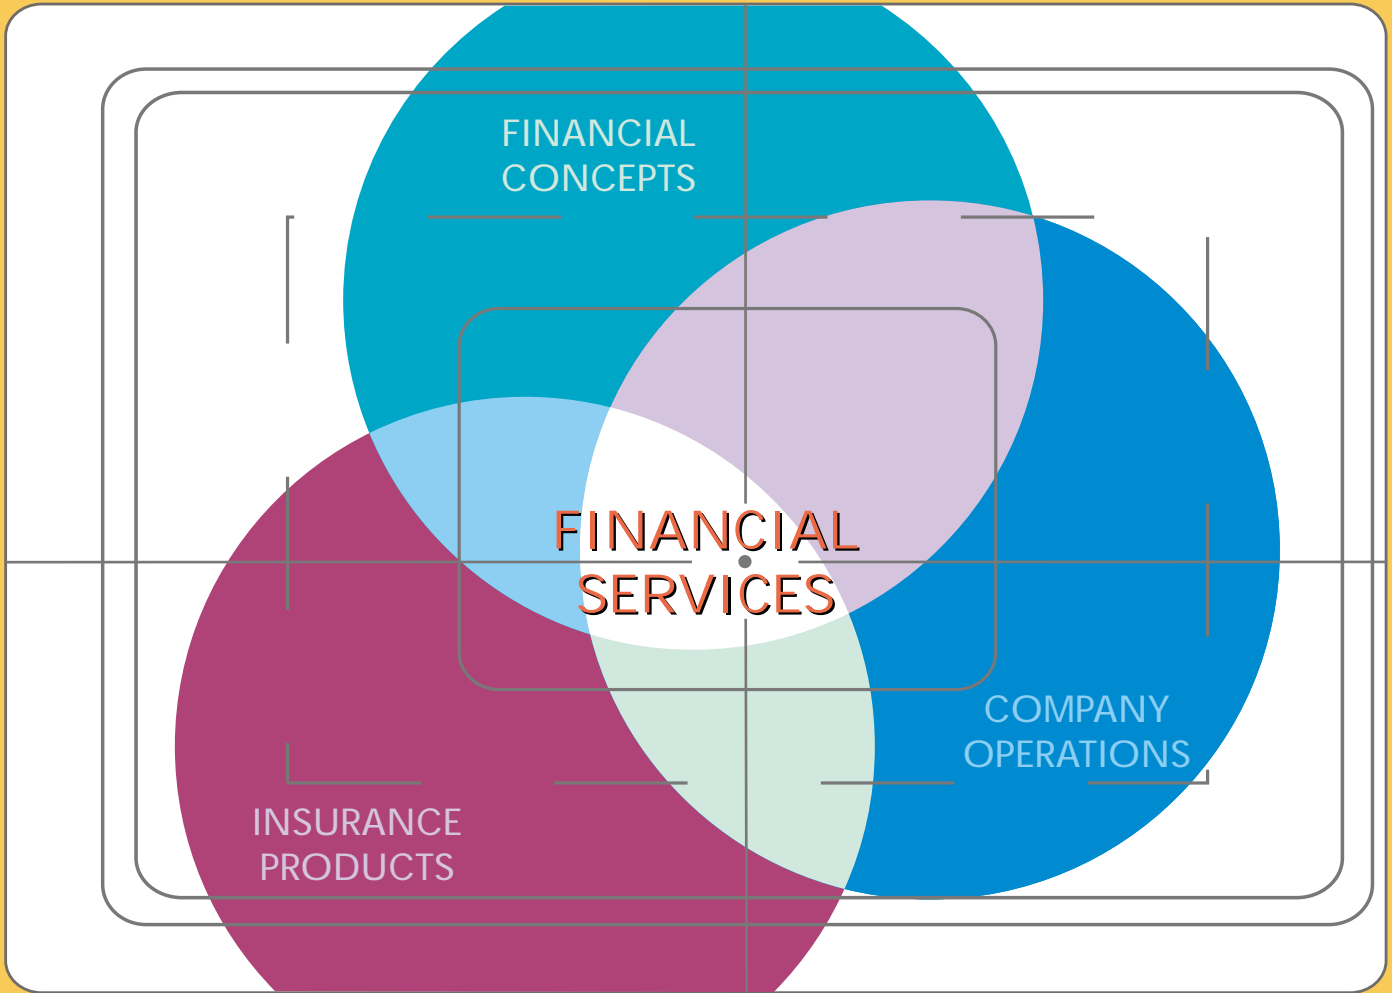 FINANCIAL
CONCEPTS
FINANCIAL
SERVICES
COMPANY
OPERATIONS
INSURANCE
PRODUCTS